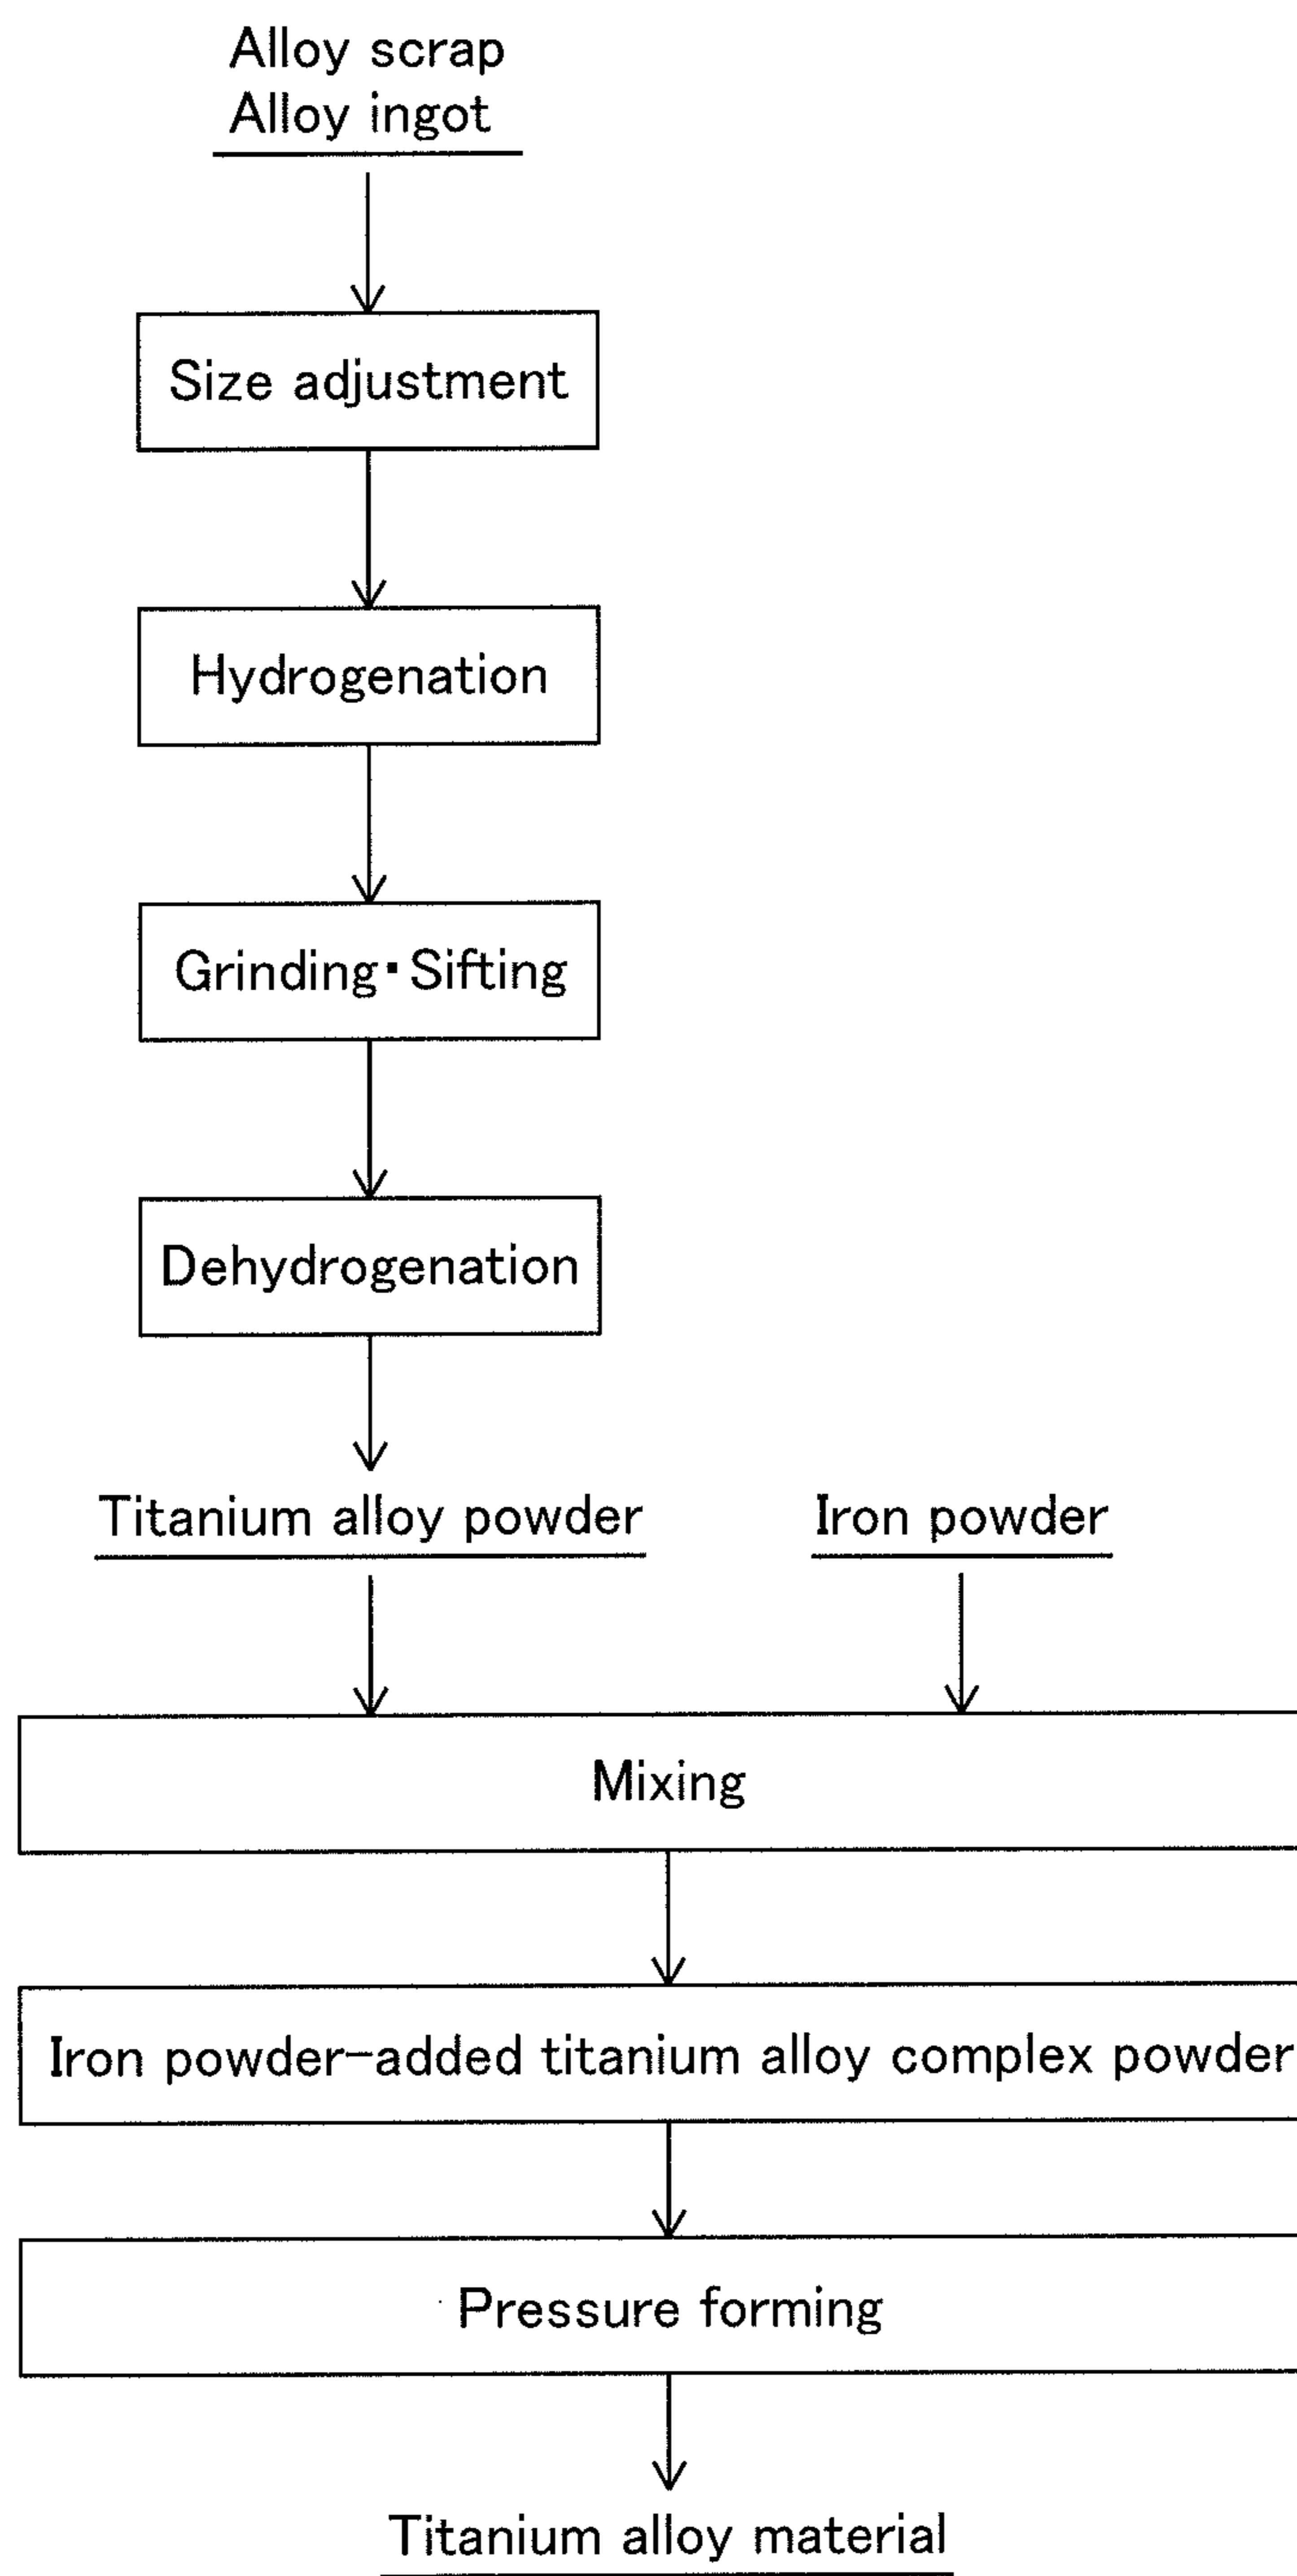 Alloy scrap
Alloy ingot
Size adjustment
Hydrogenation
Grinding▪Sifting
Dehydrogenation
Titanium alloy powder
Iron powder
Mixing
Iron powder-added titanium alloy complex powder
Pressure forming
Titanium alloy material